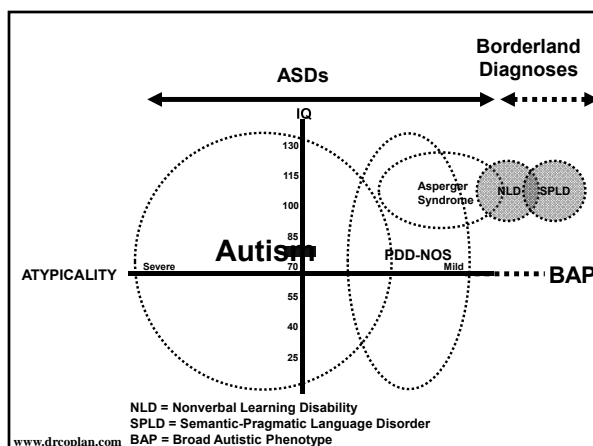 Borderland
Diagnoses
ASDs
IQ
130
115
Asperger
Syndrome
NLD
SPLD
100
85
Autism
PDD-NOS
70
Severe
Mild
ATYPICALITY
BAP
55
40
25
NLD = Nonverbal Learning Disability
SPLD = Semantic-Pragmatic Language Disorder
www.drcoplan.com BAP = Broad Autistic Phenotype